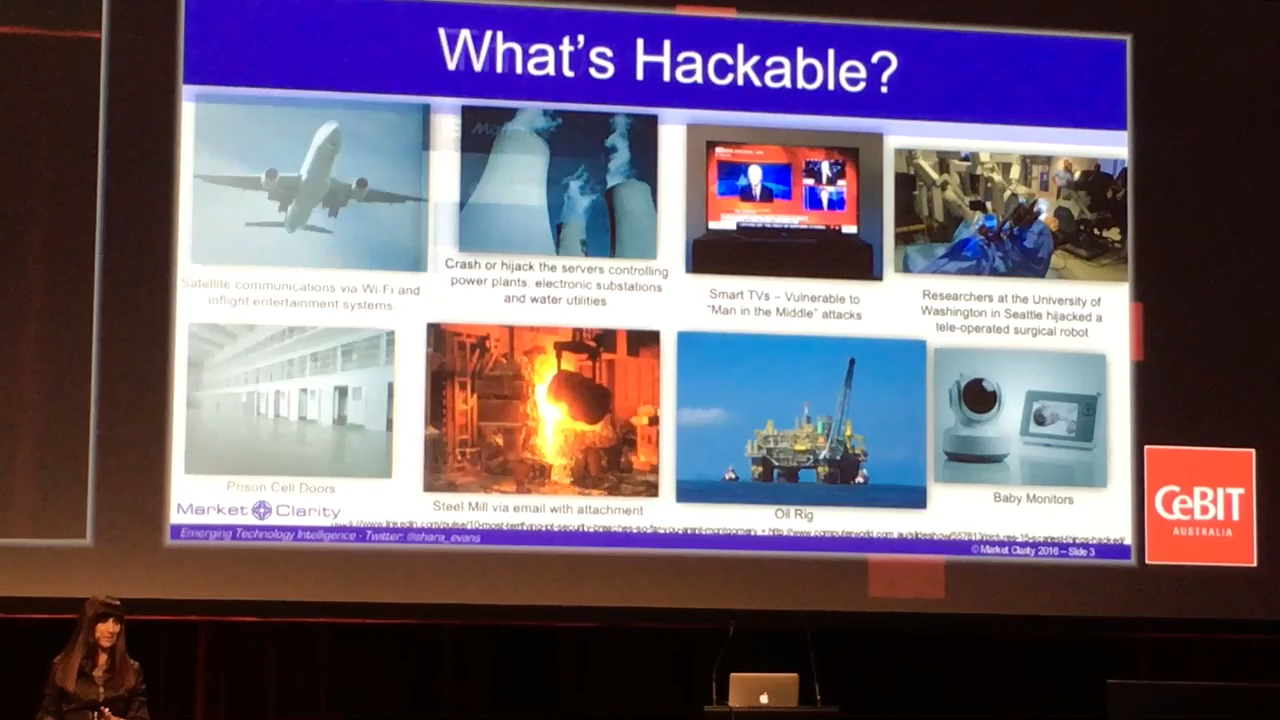 What's Hackable?
Satellite communications via Wi-Fi and
inflight entertainment systems
Crash or hijack the servers controlling
power plants, electronic substations
and water utilities
Smart TVs – Vulnerable to
"Man in the Middle" attacks
Researchers at the University of
Washington in Seattle hijacked a
tele-operated surgical robot
Prison Cell Doors
Steel Mill via email with attachment
Oil Rig
Baby Monitors
Market Clarity
Emerging Technology Intelligence - Twitter: @shara_evans
© Market Clarity 2016 – Slide 3
CeBIT
AUSTRALIA